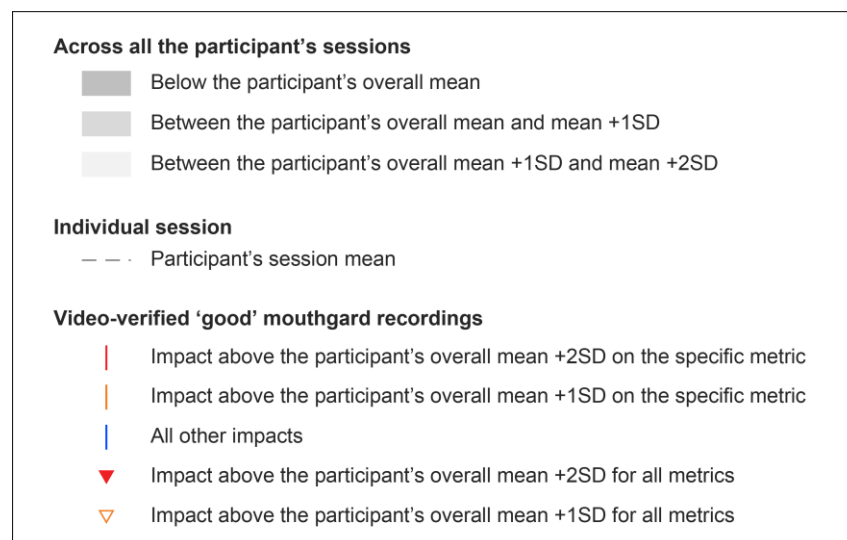 Across all the participant’s sessions
Below the participant’s overall mean
Between the participant’s overall mean and mean +1SD
Between the participant’s overall mean +1SD and mean +2SD
Individual session
Participant’s session mean
Video-verified ‘good’ mouthgard recordings
Impact above the participant’s overall mean +2SD on the specific metric
Impact above the participant’s overall mean +1SD on the specific metric
All other impacts
Impact above the participant’s overall mean +2SD for all metrics
Impact above the participant’s overall mean +1SD for all metrics